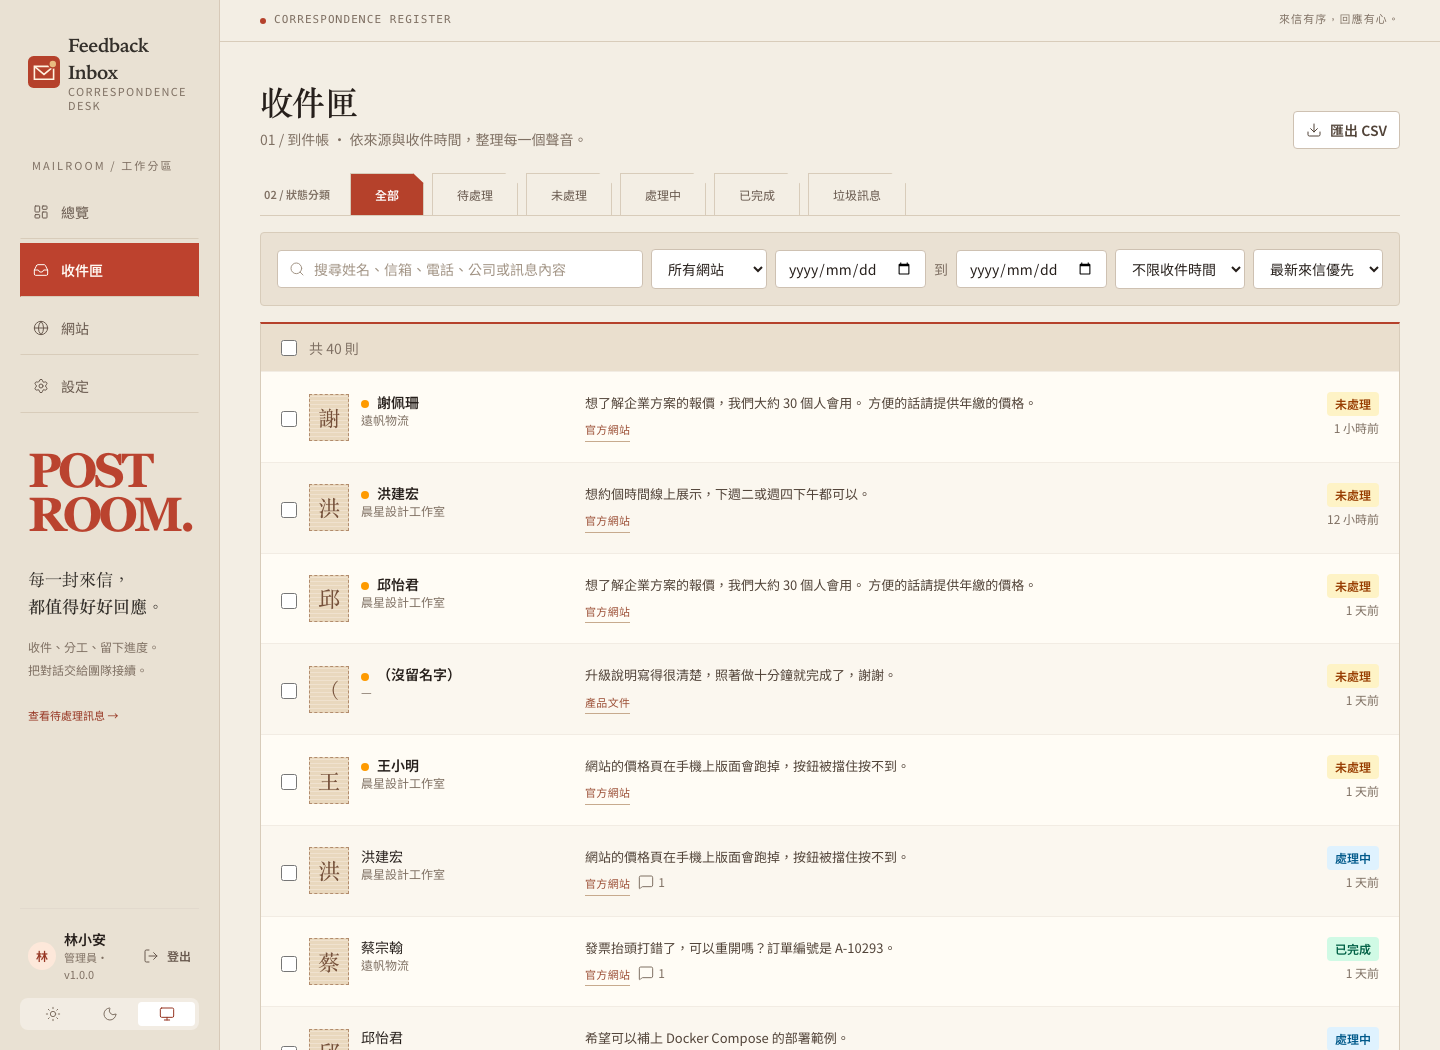 Feedback
Inbox
CORRESPONDENCE
DESK
MAILROOM / 工作分區
總覽
收件匣
網站
設定
POST
ROOM.
每一封來信，
都值得好好回應。
收件、分工、留下進度。
把對話交給團隊接續。
查看待處理訊息 →
林
林小安
管理員・
v1.0.0
登出
CORRESPONDENCE REGISTER
來信有序，回應有心。
收件匣
01 / 到件帳 ・ 依來源與收件時間，整理每一個聲音。
匯出 CSV
02 / 狀態分類
全部
待處理
未處理
處理中
已完成
垃圾訊息
搜尋姓名、信箱、電話、公司或訊息內容
所有網站
yyyy/mm/dd
到
yyyy/mm/dd
不限收件時間
最新來信優先
共 40 則
謝
謝佩珊
遠帆物流
想了解企業方案的報價，我們大約 30 個人會用。 方便的話請提供年繳的價格。
官方網站
未處理
1 小時前
洪
洪建宏
晨星設計工作室
想約個時間線上展示，下週二或週四下午都可以。
官方網站
未處理
12 小時前
邱
邱怡君
晨星設計工作室
想了解企業方案的報價，我們大約 30 個人會用。 方便的話請提供年繳的價格。
官方網站
未處理
1 天前
（
（沒留名字）
—
升級說明寫得很清楚，照著做十分鐘就完成了，謝謝。
產品文件
未處理
1 天前
王
王小明
晨星設計工作室
網站的價格頁在手機上版面會跑掉，按鈕被擋住按不到。
官方網站
未處理
1 天前
洪
洪建宏
晨星設計工作室
網站的價格頁在手機上版面會跑掉，按鈕被擋住按不到。
官方網站 1
處理中
1 天前
蔡
蔡宗翰
遠帆物流
發票抬頭打錯了，可以重開嗎？訂單編號是 A-10293。
官方網站 1
已完成
1 天前
邱
邱怡君
希望可以補上 Docker Compose 的部署範例。
處理中